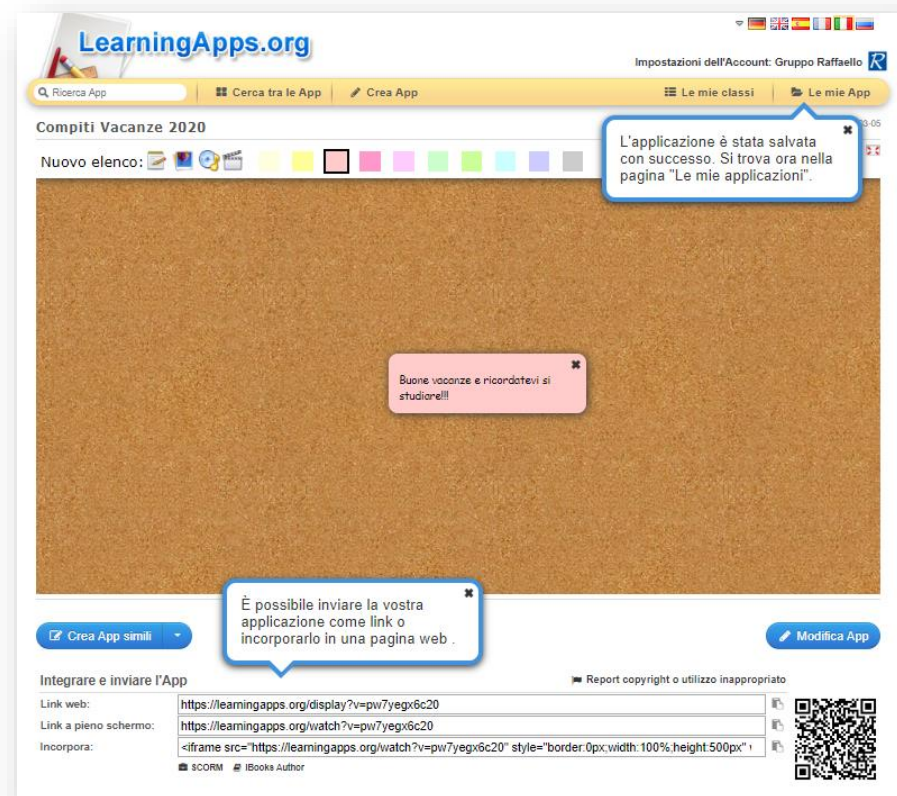 LearningApps.org
Impostazioni dell'Account: Gruppo Raffaello
Ricerca App
Cerca tra le App
Crea App
Le mie classi
Le mie App
Compiti Vacanze 2020
03-05
L'applicazione è stata salvata
con successo. Si trova ora nella
pagina "Le mie applicazioni".
Nuovo elenco:
Buone vacanze e ricordatevi si
studiare!!!
È possibile inviare la vostra
applicazione come link o
incorporarlo in una pagina web .
Crea App simili
Modifica App
Integrare e inviare l'App
Report copyright o utilizzo inappropriato
Link web: https://learningapps.org/display?v=pw7yegx6c20
Link a pieno schermo: https://learningapps.org/watch?v=pw7yegx6c20
Incorpora: <iframe src="https://learningapps.org/watch?v=pw7yegx6c20" style="border:0px;width:100%;height:500px"
SCORM iBooks Author